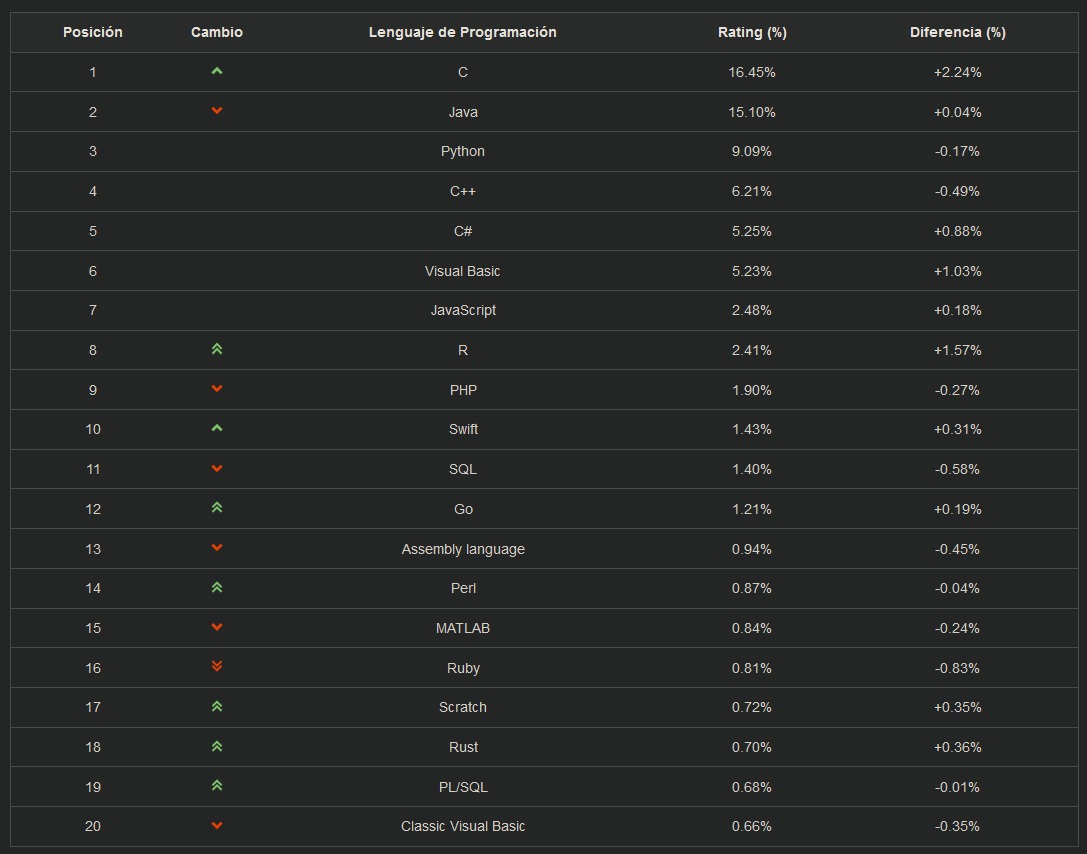 Posición Cambio Lenguaje de Programación Rating (%) Diferencia (%)
1 C 16.45% +2.24%
2 Java 15.10% +0.04%
3 Python 9.09% -0.17%
4 C++ 6.21% -0.49%
5 C# 5.25% +0.88%
6 Visual Basic 5.23% +1.03%
7 JavaScript 2.48% +0.18%
8 R 2.41% +1.57%
9 PHP 1.90% -0.27%
10 Swift 1.43% +0.31%
11 SQL 1.40% -0.58%
12 Go 1.21% +0.19%
13 Assembly language 0.94% -0.45%
14 Perl 0.87% -0.04%
15 MATLAB 0.84% -0.24%
16 Ruby 0.81% -0.83%
17 Scratch 0.72% +0.35%
18 Rust 0.70% +0.36%
19 PL/SQL 0.68% -0.01%
20 Classic Visual Basic 0.66% -0.35%